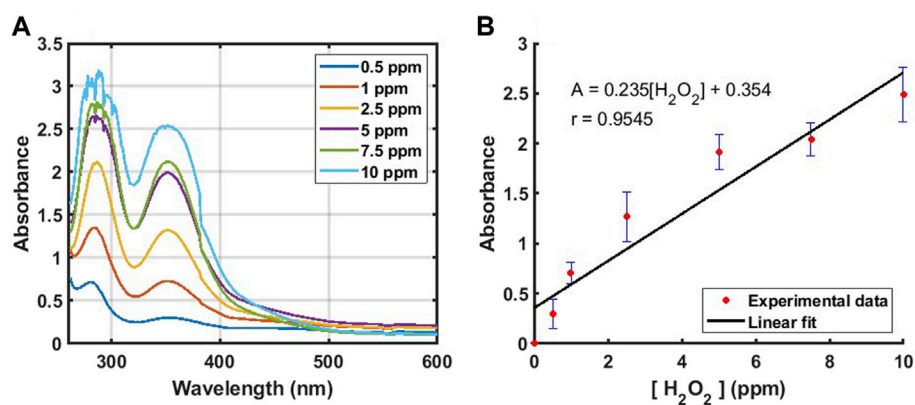 A
3.5
3
2.5
2
1.5
1
0.5
0
Absorbance
300
400
500
600
Wavelength (nm)
0.5 ppm
1 ppm
2.5 ppm
5 ppm
7.5 ppm
10 ppm
B
3
2.5
2
1.5
1
0.5
0
Absorbance
A = 0.235[H₂O₂] + 0.354
r = 0.9545
Experimental data
Linear fit
0
2
4
6
8
10
[ H₂O₂ ] (ppm)